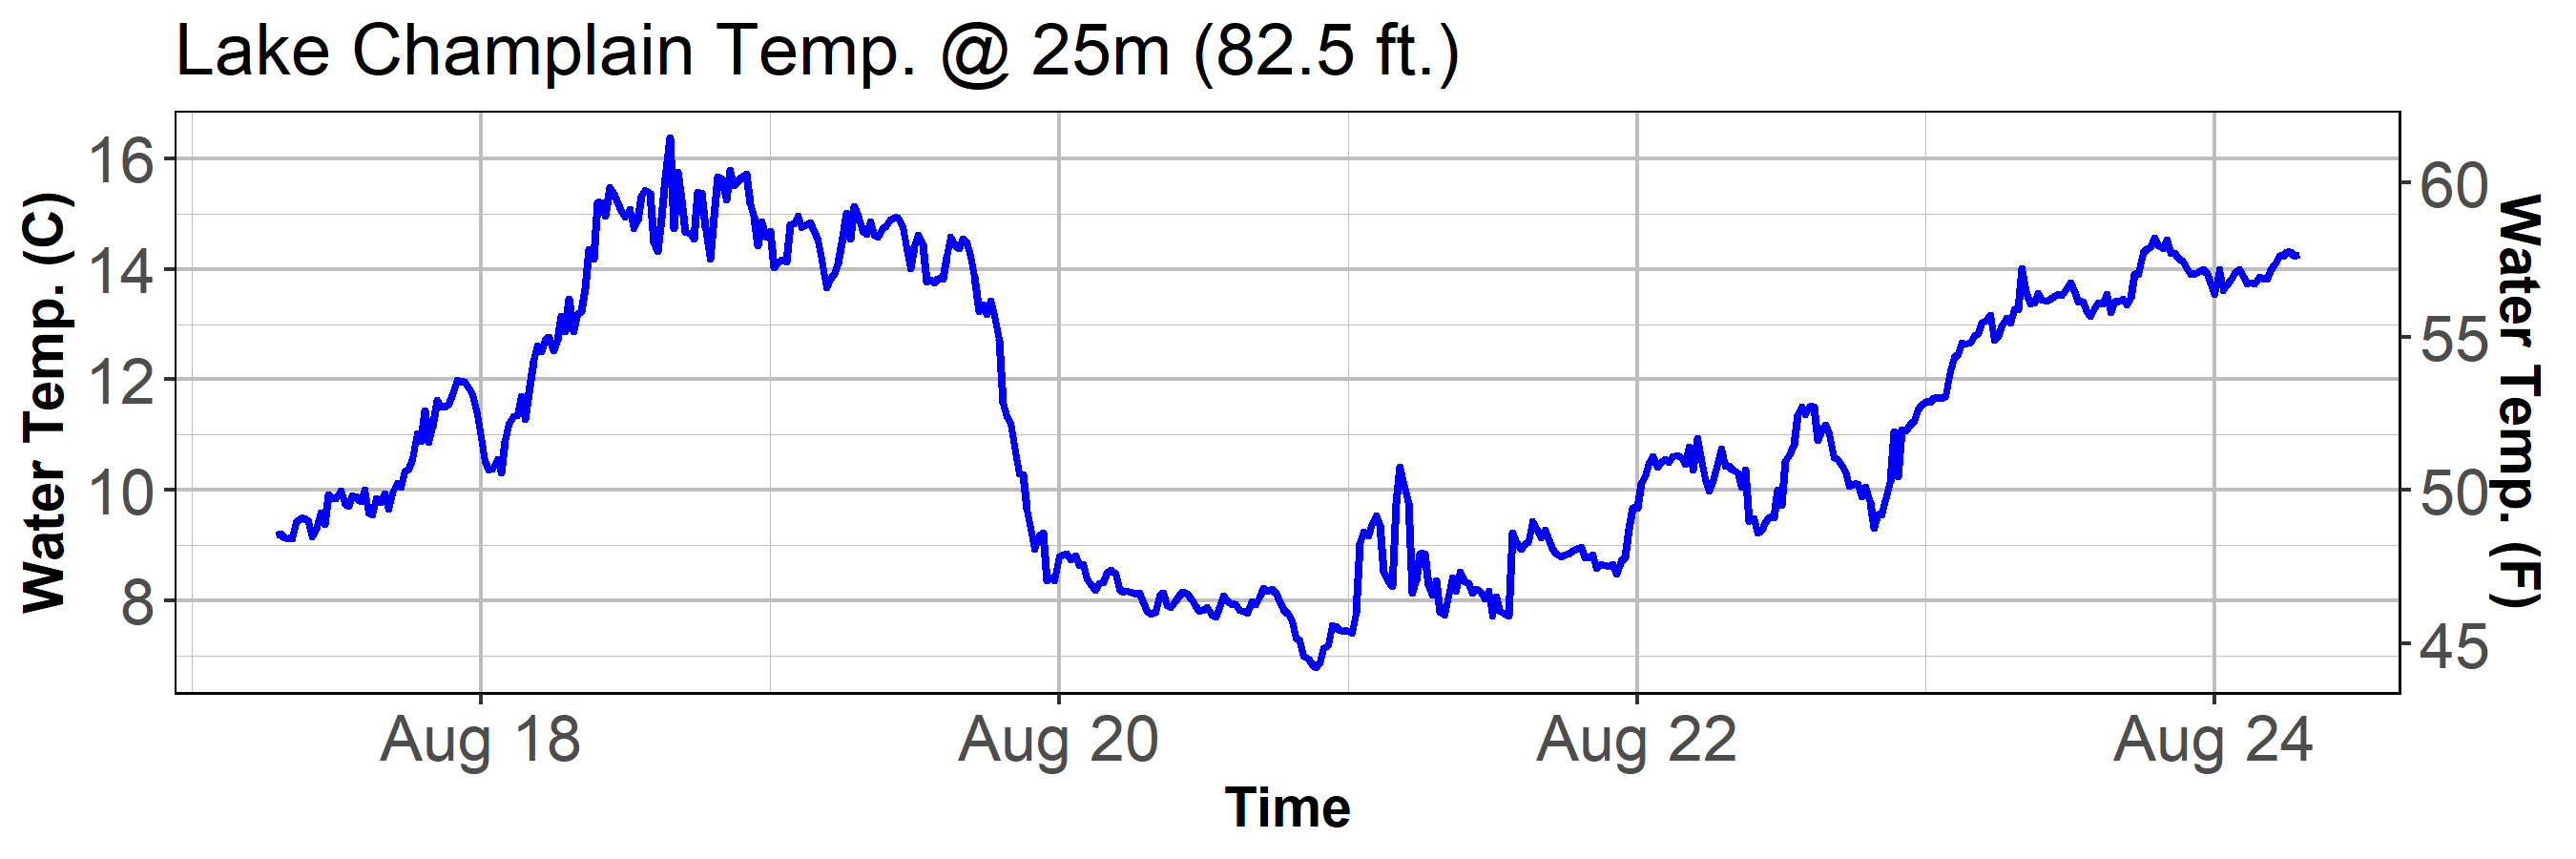 Lake Champlain Temp. @ 25m (82.5 ft.)
Water Temp. (C)
16
14
12
10
8
60
55
50
45
Water Temp. (F)
Aug 18 Aug 20 Aug 22 Aug 24
Time